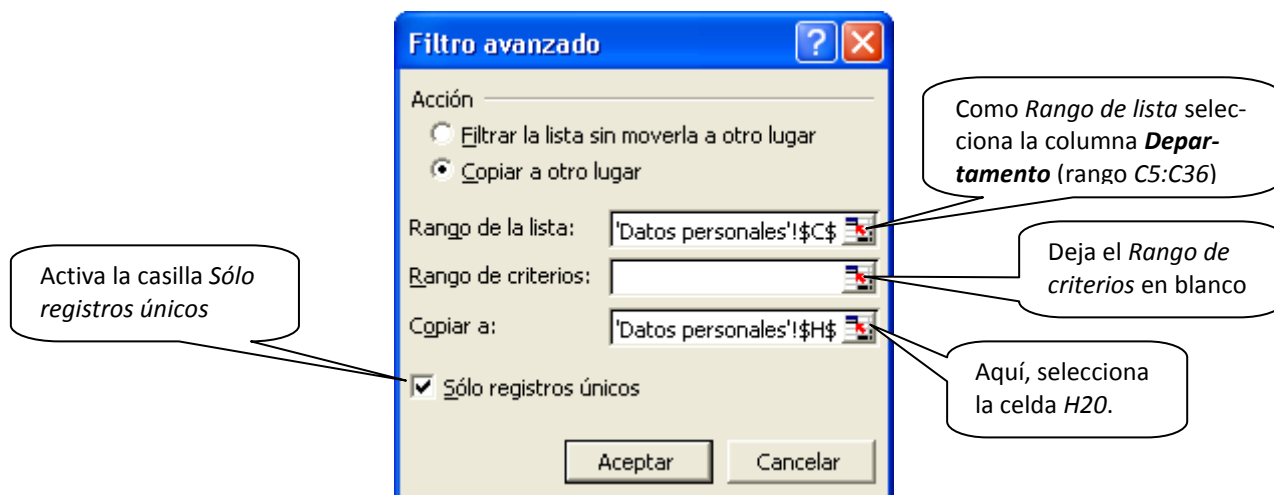 Filtro avanzado
Acción
Filtrar la lista sin moverla a otro lugar
Copiar a otro lugar
Rango de la lista: 'Datos personales'!$C$
Rango de criterios:
Copiar a: 'Datos personales'!$H$
Sólo registros únicos
Aceptar Cancelar
Como Rango de lista selec-
ciona la columna Depar-
tamento (rango C5:C36)
Deja el Rango de
criterios en blanco
Aquí, selecciona
la celda H20.
Activa la casilla Sólo
registros únicos